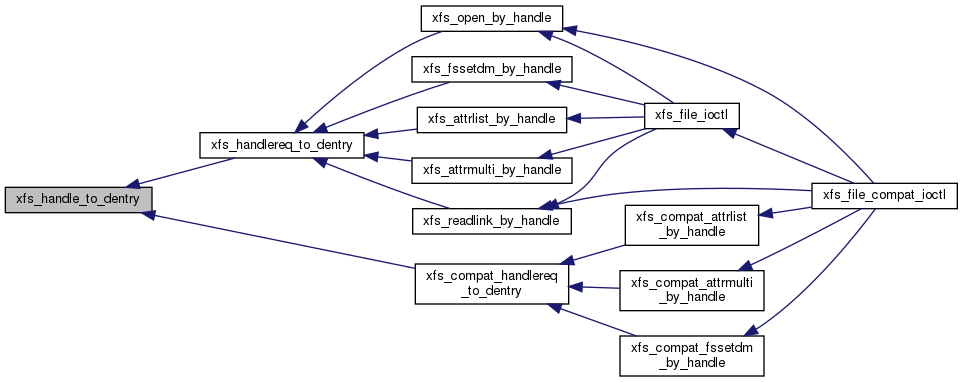 xfs_open_by_handle
xfs_fssetdm_by_handle
xfs_file_ioctl
xfs_attrlist_by_handle
xfs_handlereq_to_dentry
xfs_attrmulti_by_handle
xfs_handle_to_dentry
xfs_file_compat_ioctl
xfs_readlink_by_handle
xfs_compat_attrlist
_by_handle
xfs_compat_handlereq
_to_dentry
xfs_compat_attrmulti
_by_handle
xfs_compat_fssetdm
_by_handle